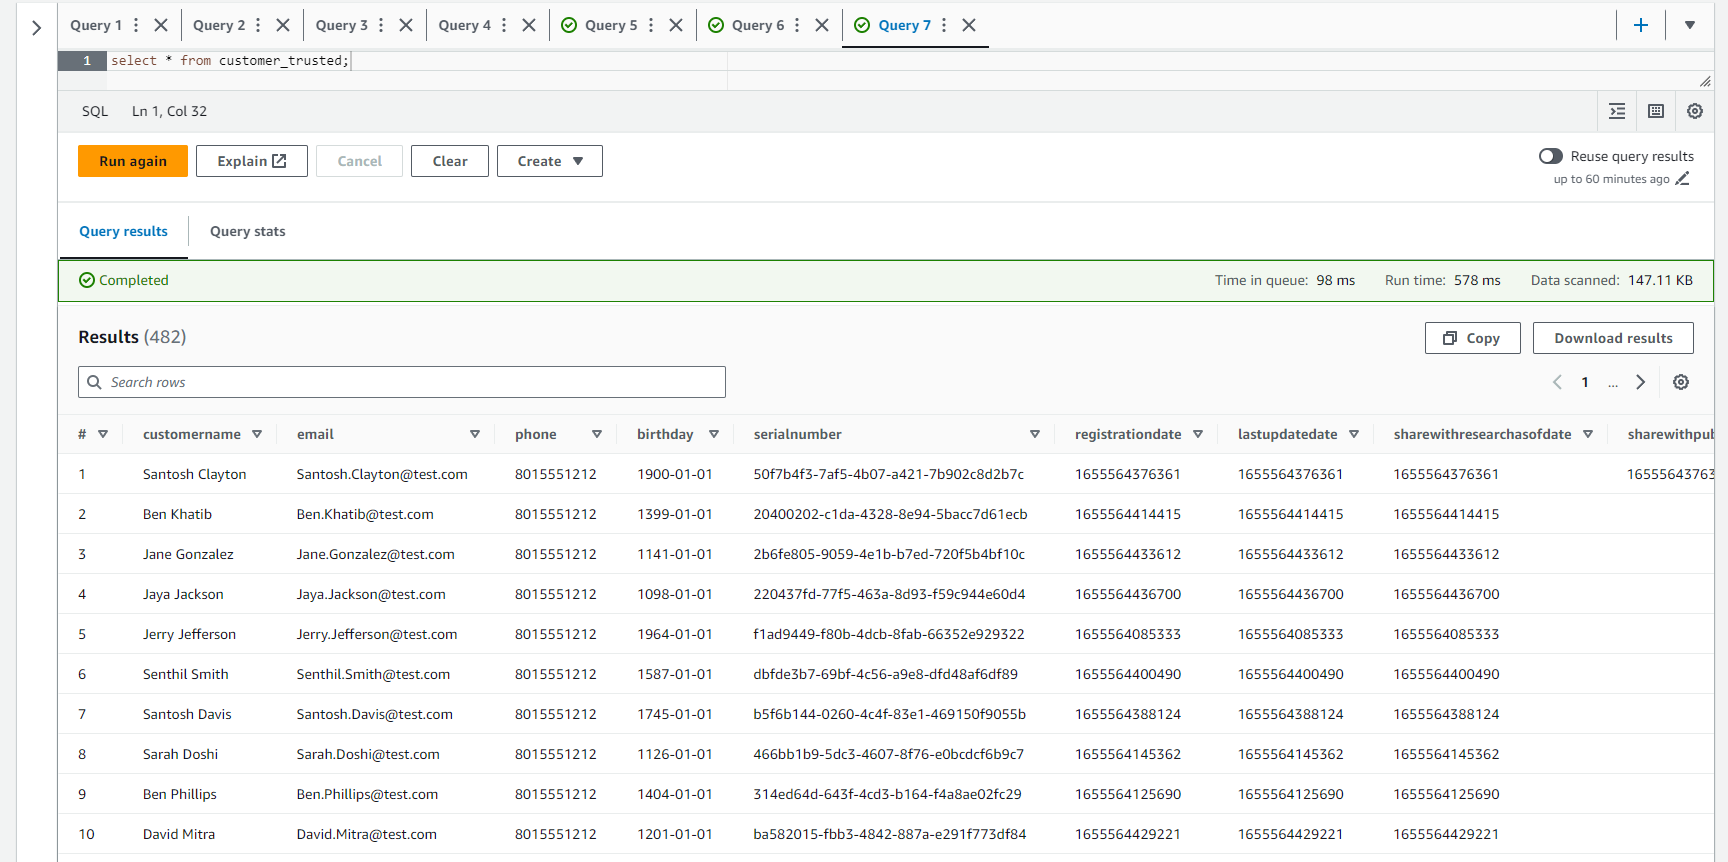 Query 1 Query 2 Query 3 Query 4 Query 5 Query 6 Query 7
1 select * from customer_trusted;
SQL Ln 1, Col 32
Run again Explain Cancel Clear Create Reuse query results
up to 60 minutes ago
Query results Query stats
Completed Time in queue: 98 ms Run time: 578 ms Data scanned: 147.11 KB
Results (482) Copy Download results
Search rows 1 ...
# customername email phone birthday serialnumber registrationdate lastupdatedate sharewithresearchasofdate sharewithpub
1 Santosh Clayton Santosh.Clayton@test.com 8015551212 1900-01-01 50f7b4f3-7af5-4b07-a421-7b902c8d2b7c 1655564376361 1655564376361 1655564376361 16555643763
2 Ben Khatib Ben.Khatib@test.com 8015551212 1399-01-01 20400202-c1da-4328-8e94-5bacc7d61ecb 1655564414415 1655564414415 1655564414415
3 Jane Gonzalez Jane.Gonzalez@test.com 8015551212 1141-01-01 2b6fe805-9059-4e1b-b7ed-720f5b4bf10c 1655564433612 1655564433612 1655564433612
4 Jaya Jackson Jaya.Jackson@test.com 8015551212 1098-01-01 220437fd-77f5-463a-8d93-f59c944e60d4 1655564436700 1655564436700 1655564436700
5 Jerry Jefferson Jerry.Jefferson@test.com 8015551212 1964-01-01 f1ad9449-f80b-4dcb-8fab-66352e929322 1655564085333 1655564085333 1655564085333
6 Senthil Smith Senthil.Smith@test.com 8015551212 1587-01-01 dbfde3b7-69bf-4c56-a9e8-dfd48af6df89 1655564400490 1655564400490 1655564400490
7 Santosh Davis Santosh.Davis@test.com 8015551212 1745-01-01 b5f6b144-0260-4c4f-83e1-469150f9055b 1655564388124 1655564388124 1655564388124
8 Sarah Doshi Sarah.Doshi@test.com 8015551212 1126-01-01 466bb1b9-5dc3-4607-8f76-e0bcdcf6b9c7 1655564145362 1655564145362 1655564145362
9 Ben Phillips Ben.Phillips@test.com 8015551212 1404-01-01 314ed64d-643f-4cd3-b164-f4a8ae02fc29 1655564125690 1655564125690 1655564125690
10 David Mitra David.Mitra@test.com 8015551212 1201-01-01 ba582015-fbb3-4842-887a-e291f773df84 1655564429221 1655564429221 1655564429221